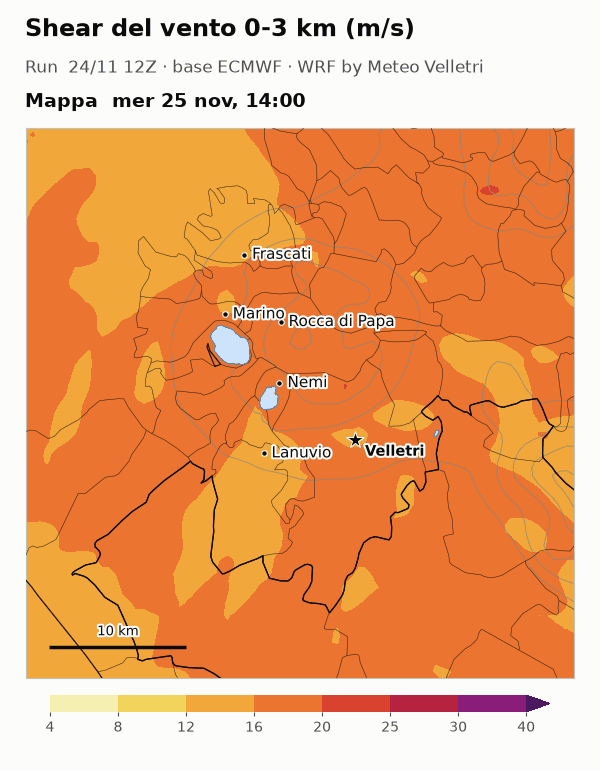 Shear del vento 0-3 km (m/s)
Run 24/11 12Z · base ECMWF · WRF by Meteo Velletri
Mappa mer 25 nov, 14:00
Frascati
Marino
Rocca di Papa
Nemi
Velletri
Lanuvio
10 km
4 8 12 16 20 25 30 40